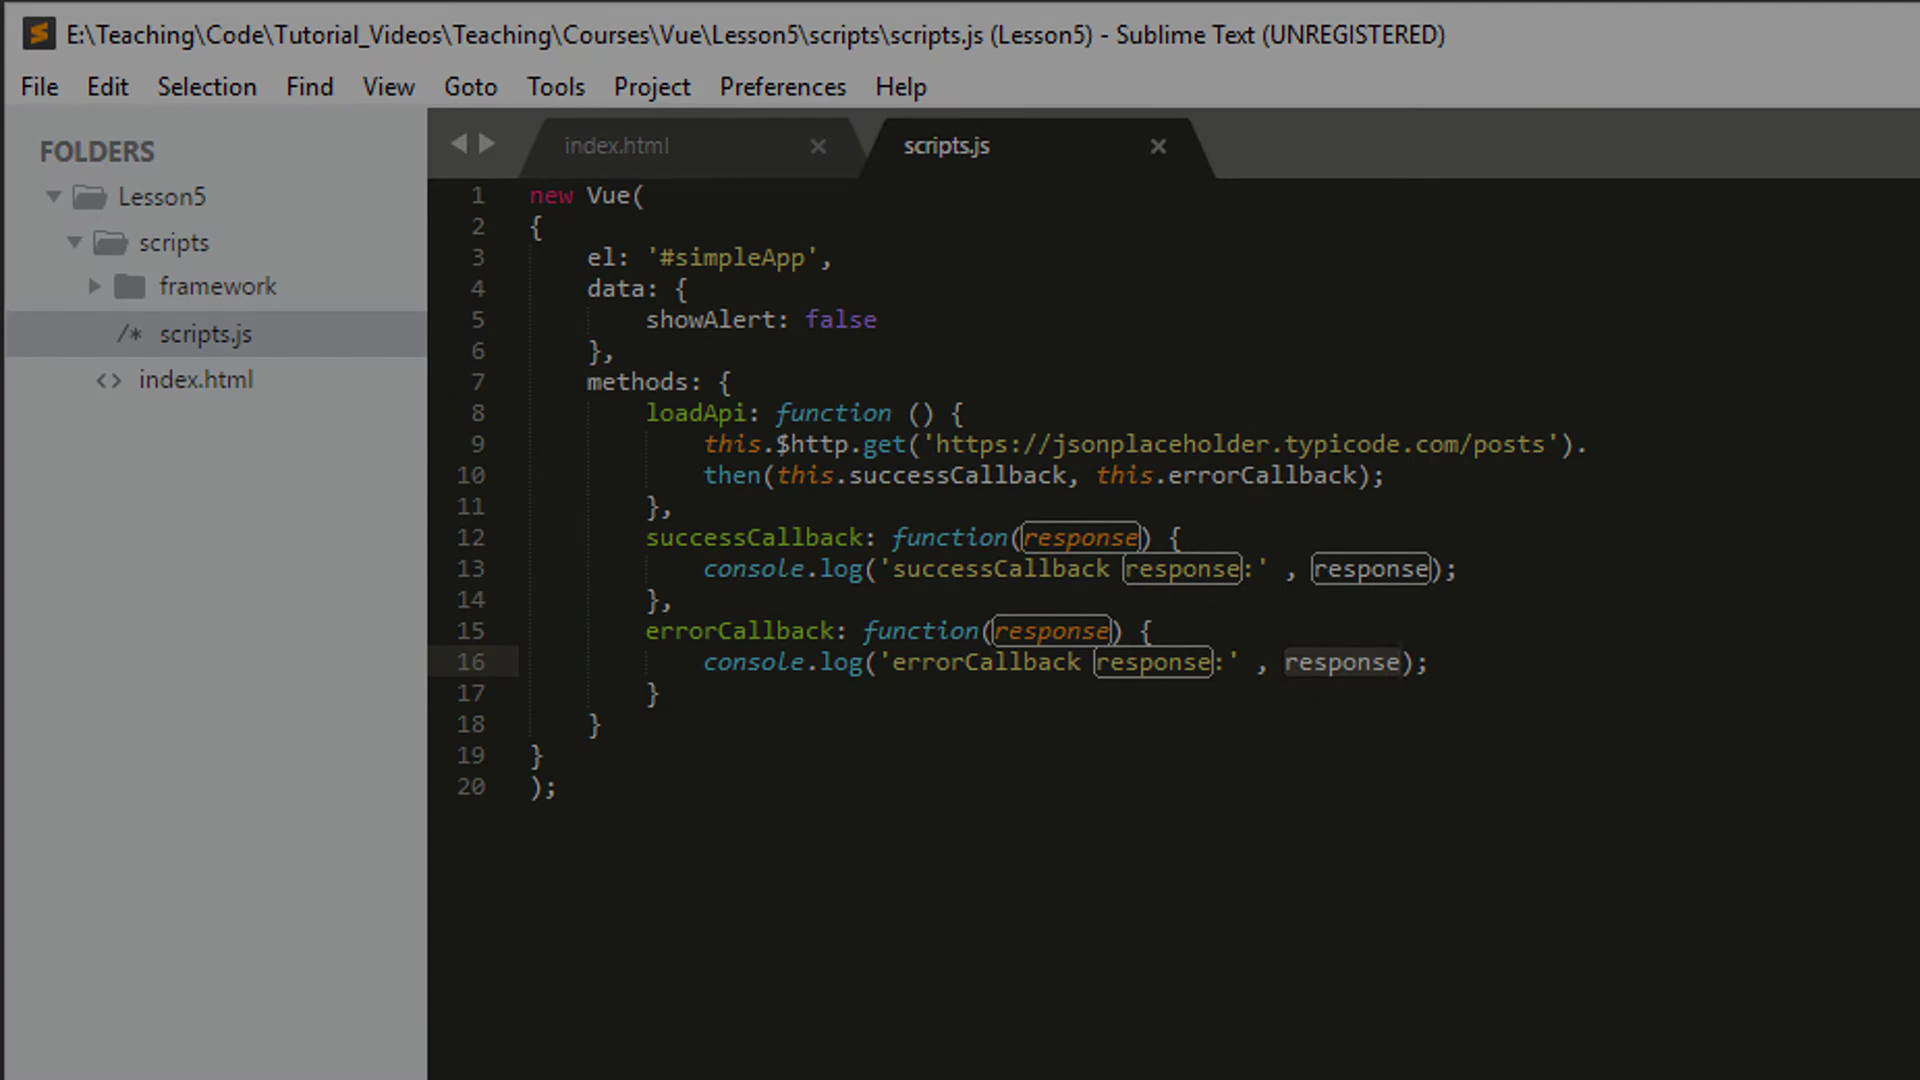 E:\Teaching\Code\Tutorial_Videos\Teaching\Courses\Vue\Lesson5\scripts\scripts.js (Lesson5) - Sublime Text (UNREGISTERED)
File Edit Selection Find View Goto Tools Project Preferences Help
FOLDERS
Lesson5
scripts
framework
/* scripts.js
<> index.html
index.html × scripts.js ×
1 new Vue(
2 {
3 el: '#simpleApp',
4 data: {
5 showAlert: false
6 },
7 methods: {
8 loadApi: function () {
9 this.$http.get('https://jsonplaceholder.typicode.com/posts').
10 then(this.successCallback, this.errorCallback);
11 },
12 successCallback: function(response) {
13 console.log('successCallback response:' , response);
14 },
15 errorCallback: function(response) {
16 console.log('errorCallback response:' , response);
17 }
18 }
19 }
20 );